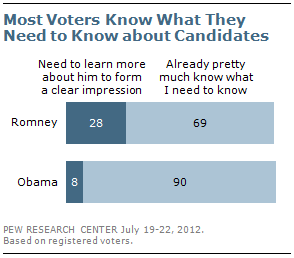 Most Voters Know What They
Need to Know about Candidates
Need to learn more
about him to form
a clear impression
Already pretty
much know what
I need to know
Romney 28 69
Obama 8 90
PEW RESEARCH CENTER July 19-22, 2012.
Based on registered voters.